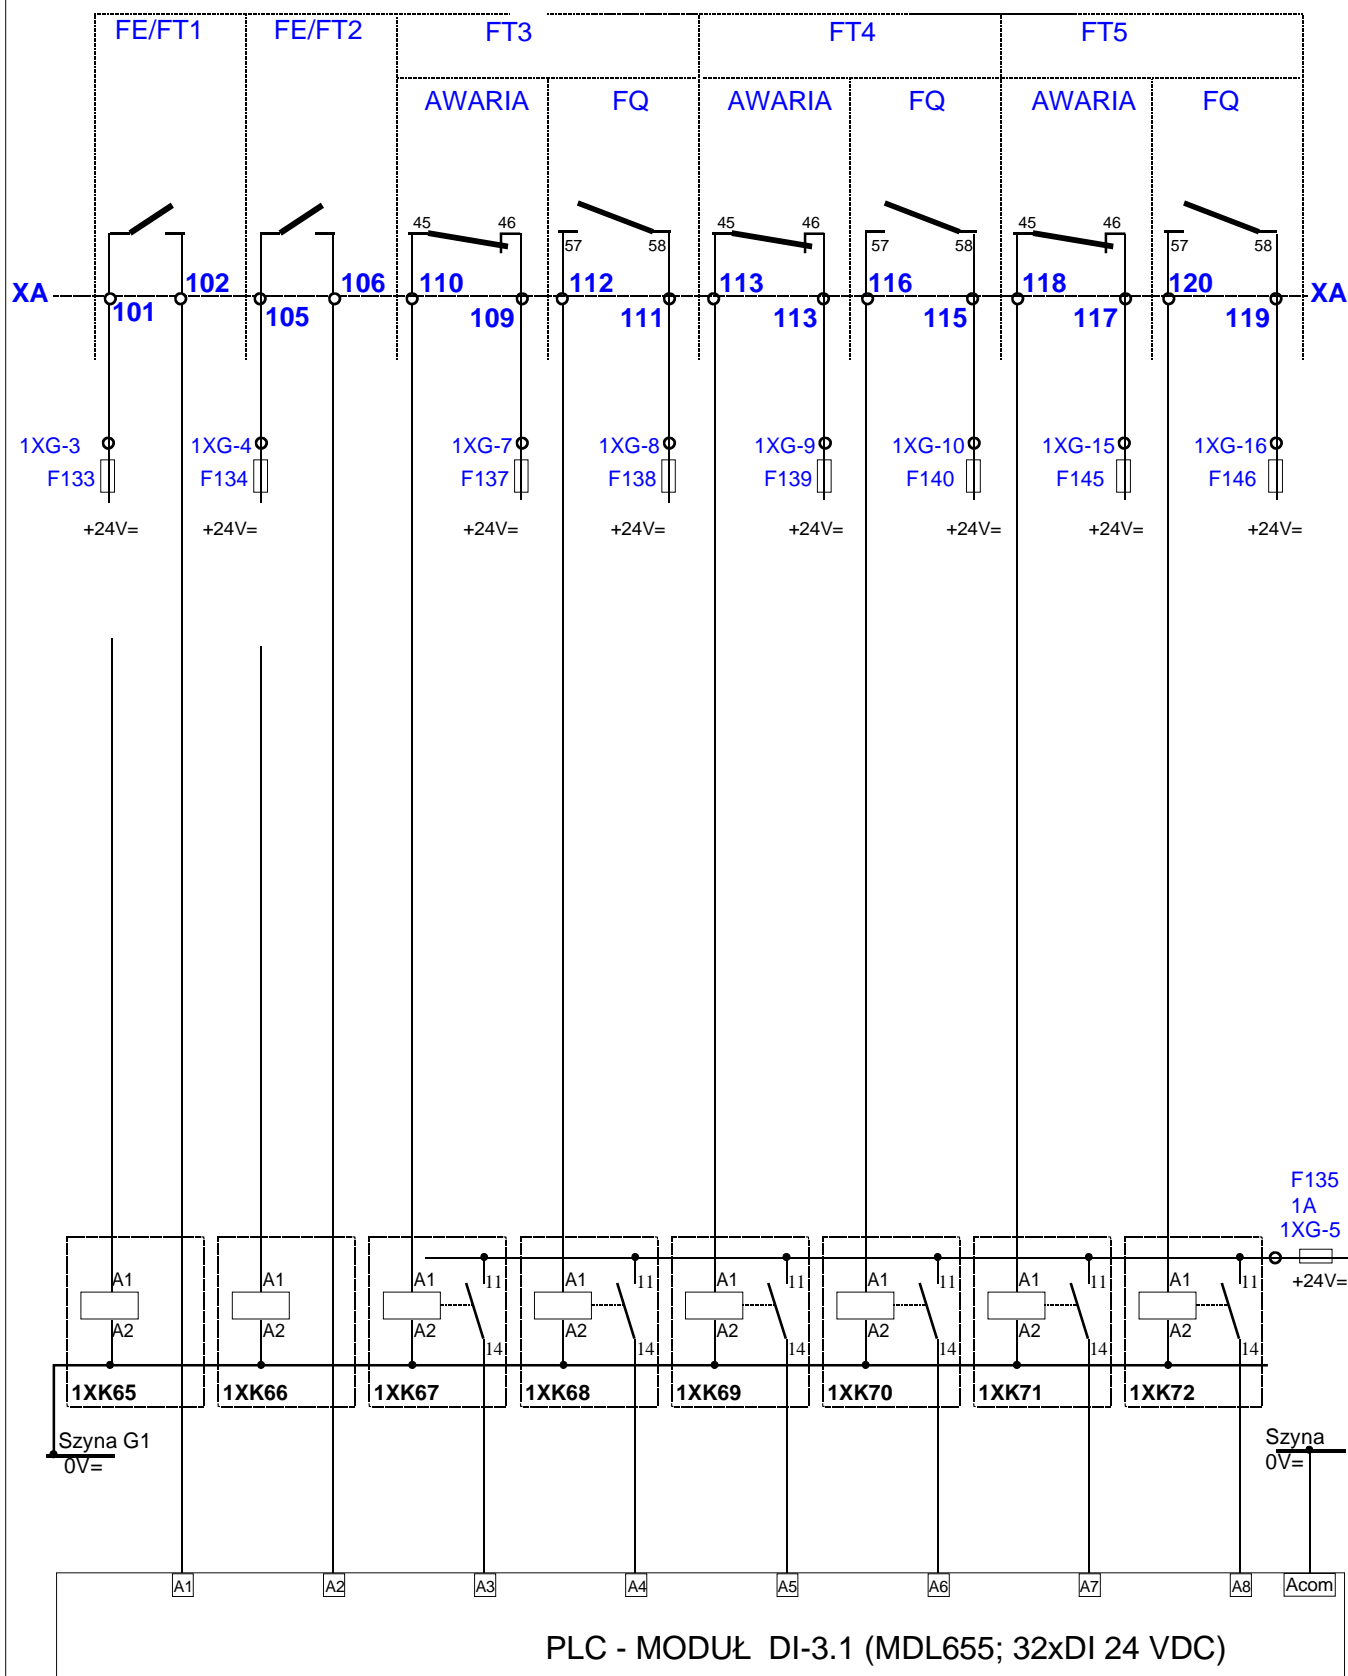 FE/FT1 FE/FT2 FT3 FT4 FT5
AWARIA FQ AWARIA FQ AWARIA FQ
45 46 57 58 45 46 57 58 45 46 57 58
XA 102 106 110 112 113 116 118 120 XA
101 105 109 111 113 115 117 119
1XG-3 1XG-4 1XG-7 1XG-8 1XG-9 1XG-10 1XG-15 1XG-16
F133 F134 F137 F138 F139 F140 F145 F146
+24V= +24V= +24V= +24V= +24V= +24V= +24V= +24V=
F135
1A
1XG-5
+24V=
A1 A1 A1 11 A1 11 A1 11 A1 11 A1 11 A1 11
A2 A2 A2 14 A2 14 A2 14 A2 14 A2 14 A2 14
1XK65 1XK66 1XK67 1XK68 1XK69 1XK70 1XK71 1XK72
Szyna G1
0V=
Szyna
0V=
A1 A2 A3 A4 A5 A6 A7 A8 Acom
PLC - MODUŁ DI-3.1 (MDL655; 32xDI 24 VDC)